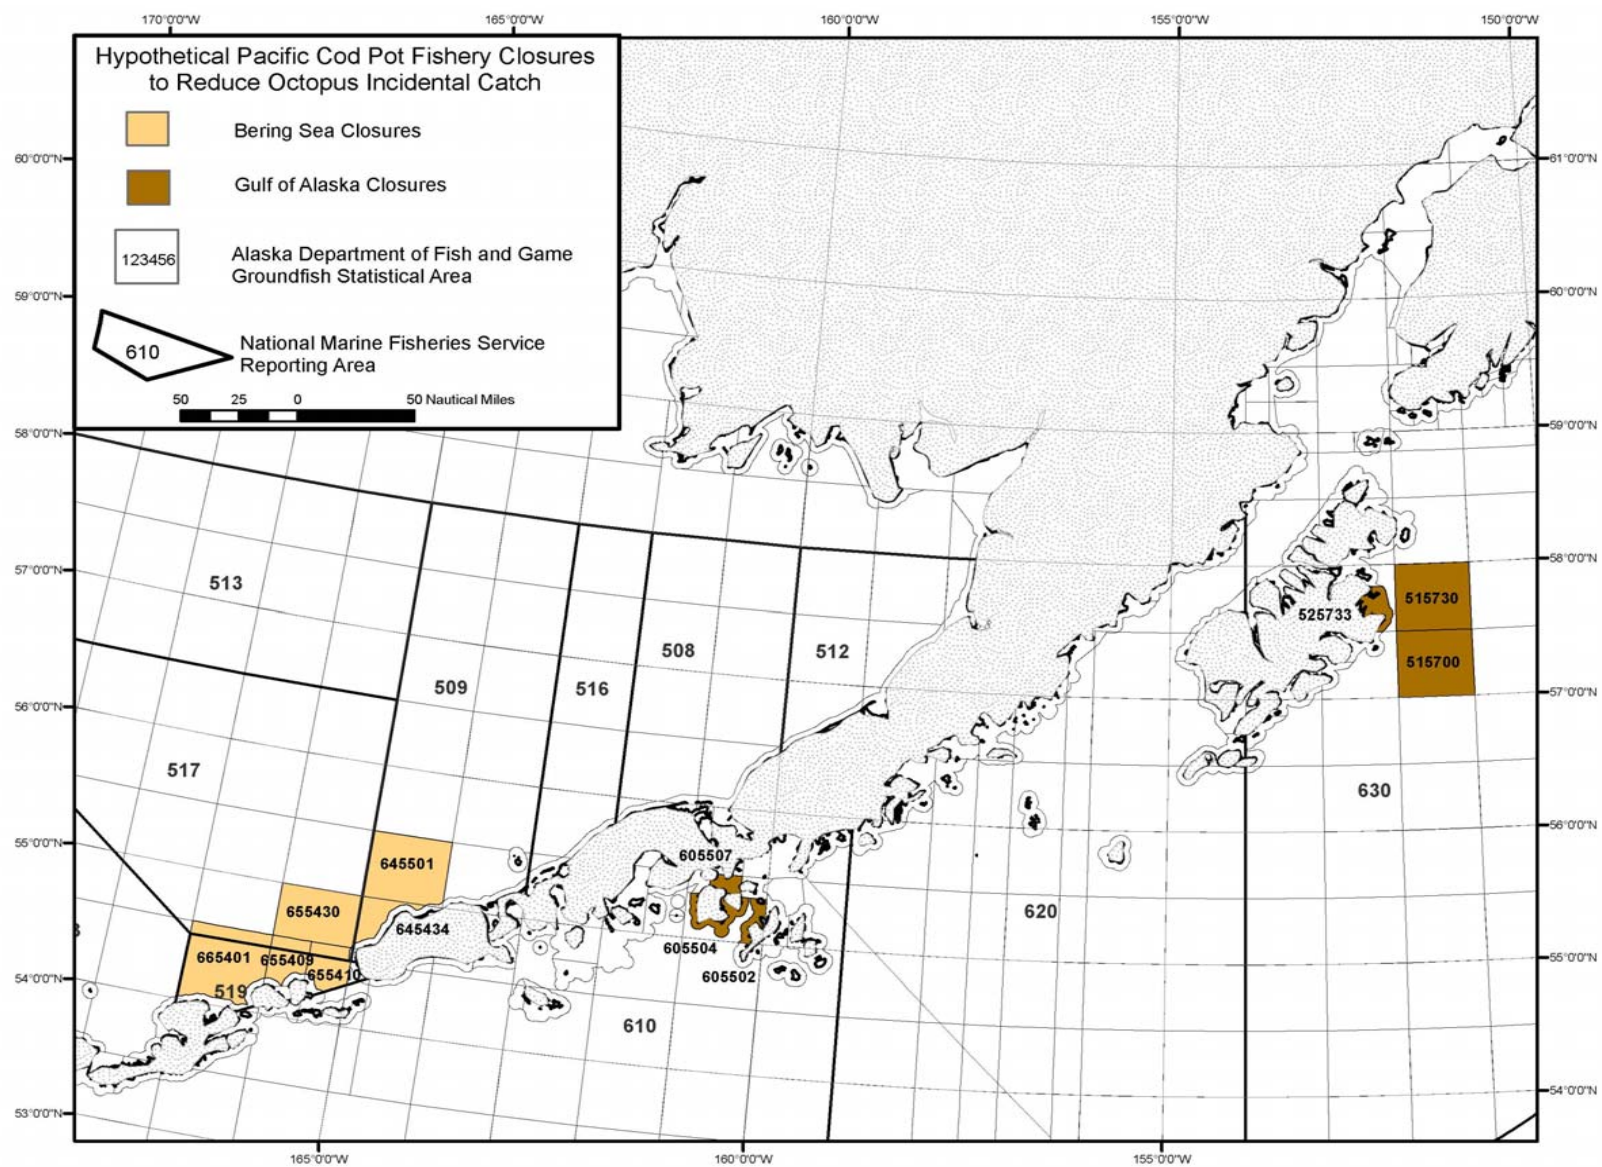 170°0'0"W 165°0'0"W 160°0'0"W 155°0'0"W 150°0'0"W
Hypothetical Pacific Cod Pot Fishery Closures
to Reduce Octopus Incidental Catch
Bering Sea Closures
Gulf of Alaska Closures
123456
Alaska Department of Fish and Game
Groundfish Statistical Area
610
National Marine Fisheries Service
Reporting Area
50 25 0 50 Nautical Miles
60°0'0"N
59°0'0"N
58°0'0"N
57°0'0"N
56°0'0"N
55°0'0"N
54°0'0"N
53°0'0"N
61°0'0"N
60°0'0"N
59°0'0"N
58°0'0"N
57°0'0"N
56°0'0"N
55°0'0"N
54°0'0"N
513
515730
525733
508
512
515700
509
516
517
630
605507
645501
655430
620
645434
605504
665401
655409
655410
605502
519
610
165°0'0"W 160°0'0"W 155°0'0"W